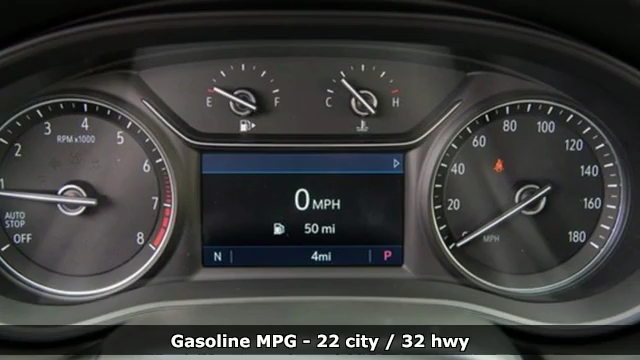 E F
C H
1 2 3 4 5 6 7 8
RPM x1000
AUTO
STOP
OFF
0 MPH
50 mi
N 4mi P
0 20 40 60 80 100 120 140 160 180
MPH
Gasoline MPG - 22 city / 32 hwy